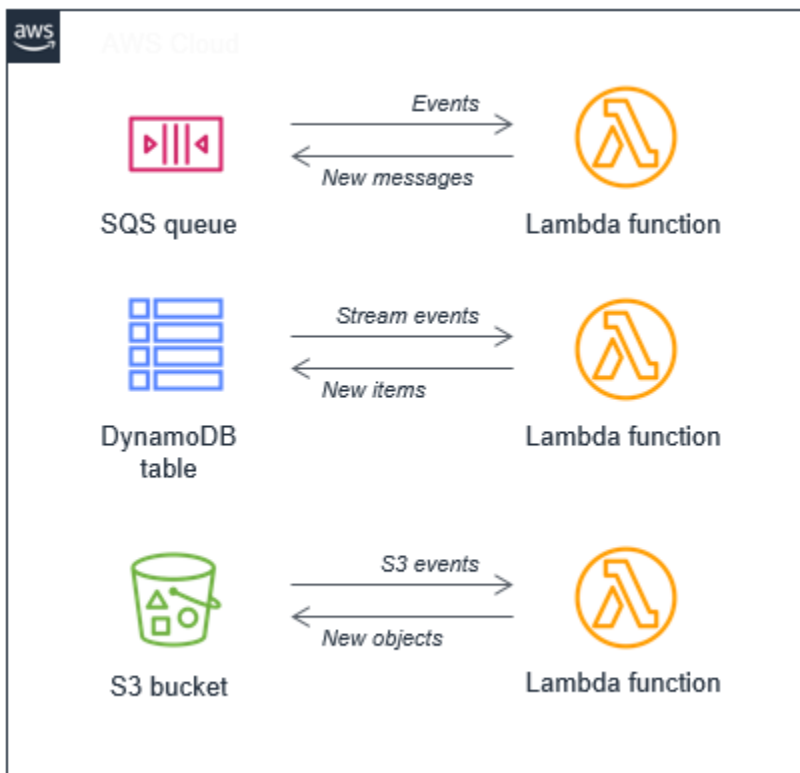 aws
AWS Cloud
Events
New messages
SQS queue
Lambda function
Stream events
New items
DynamoDB
table
Lambda function
S3 events
New objects
S3 bucket
Lambda function